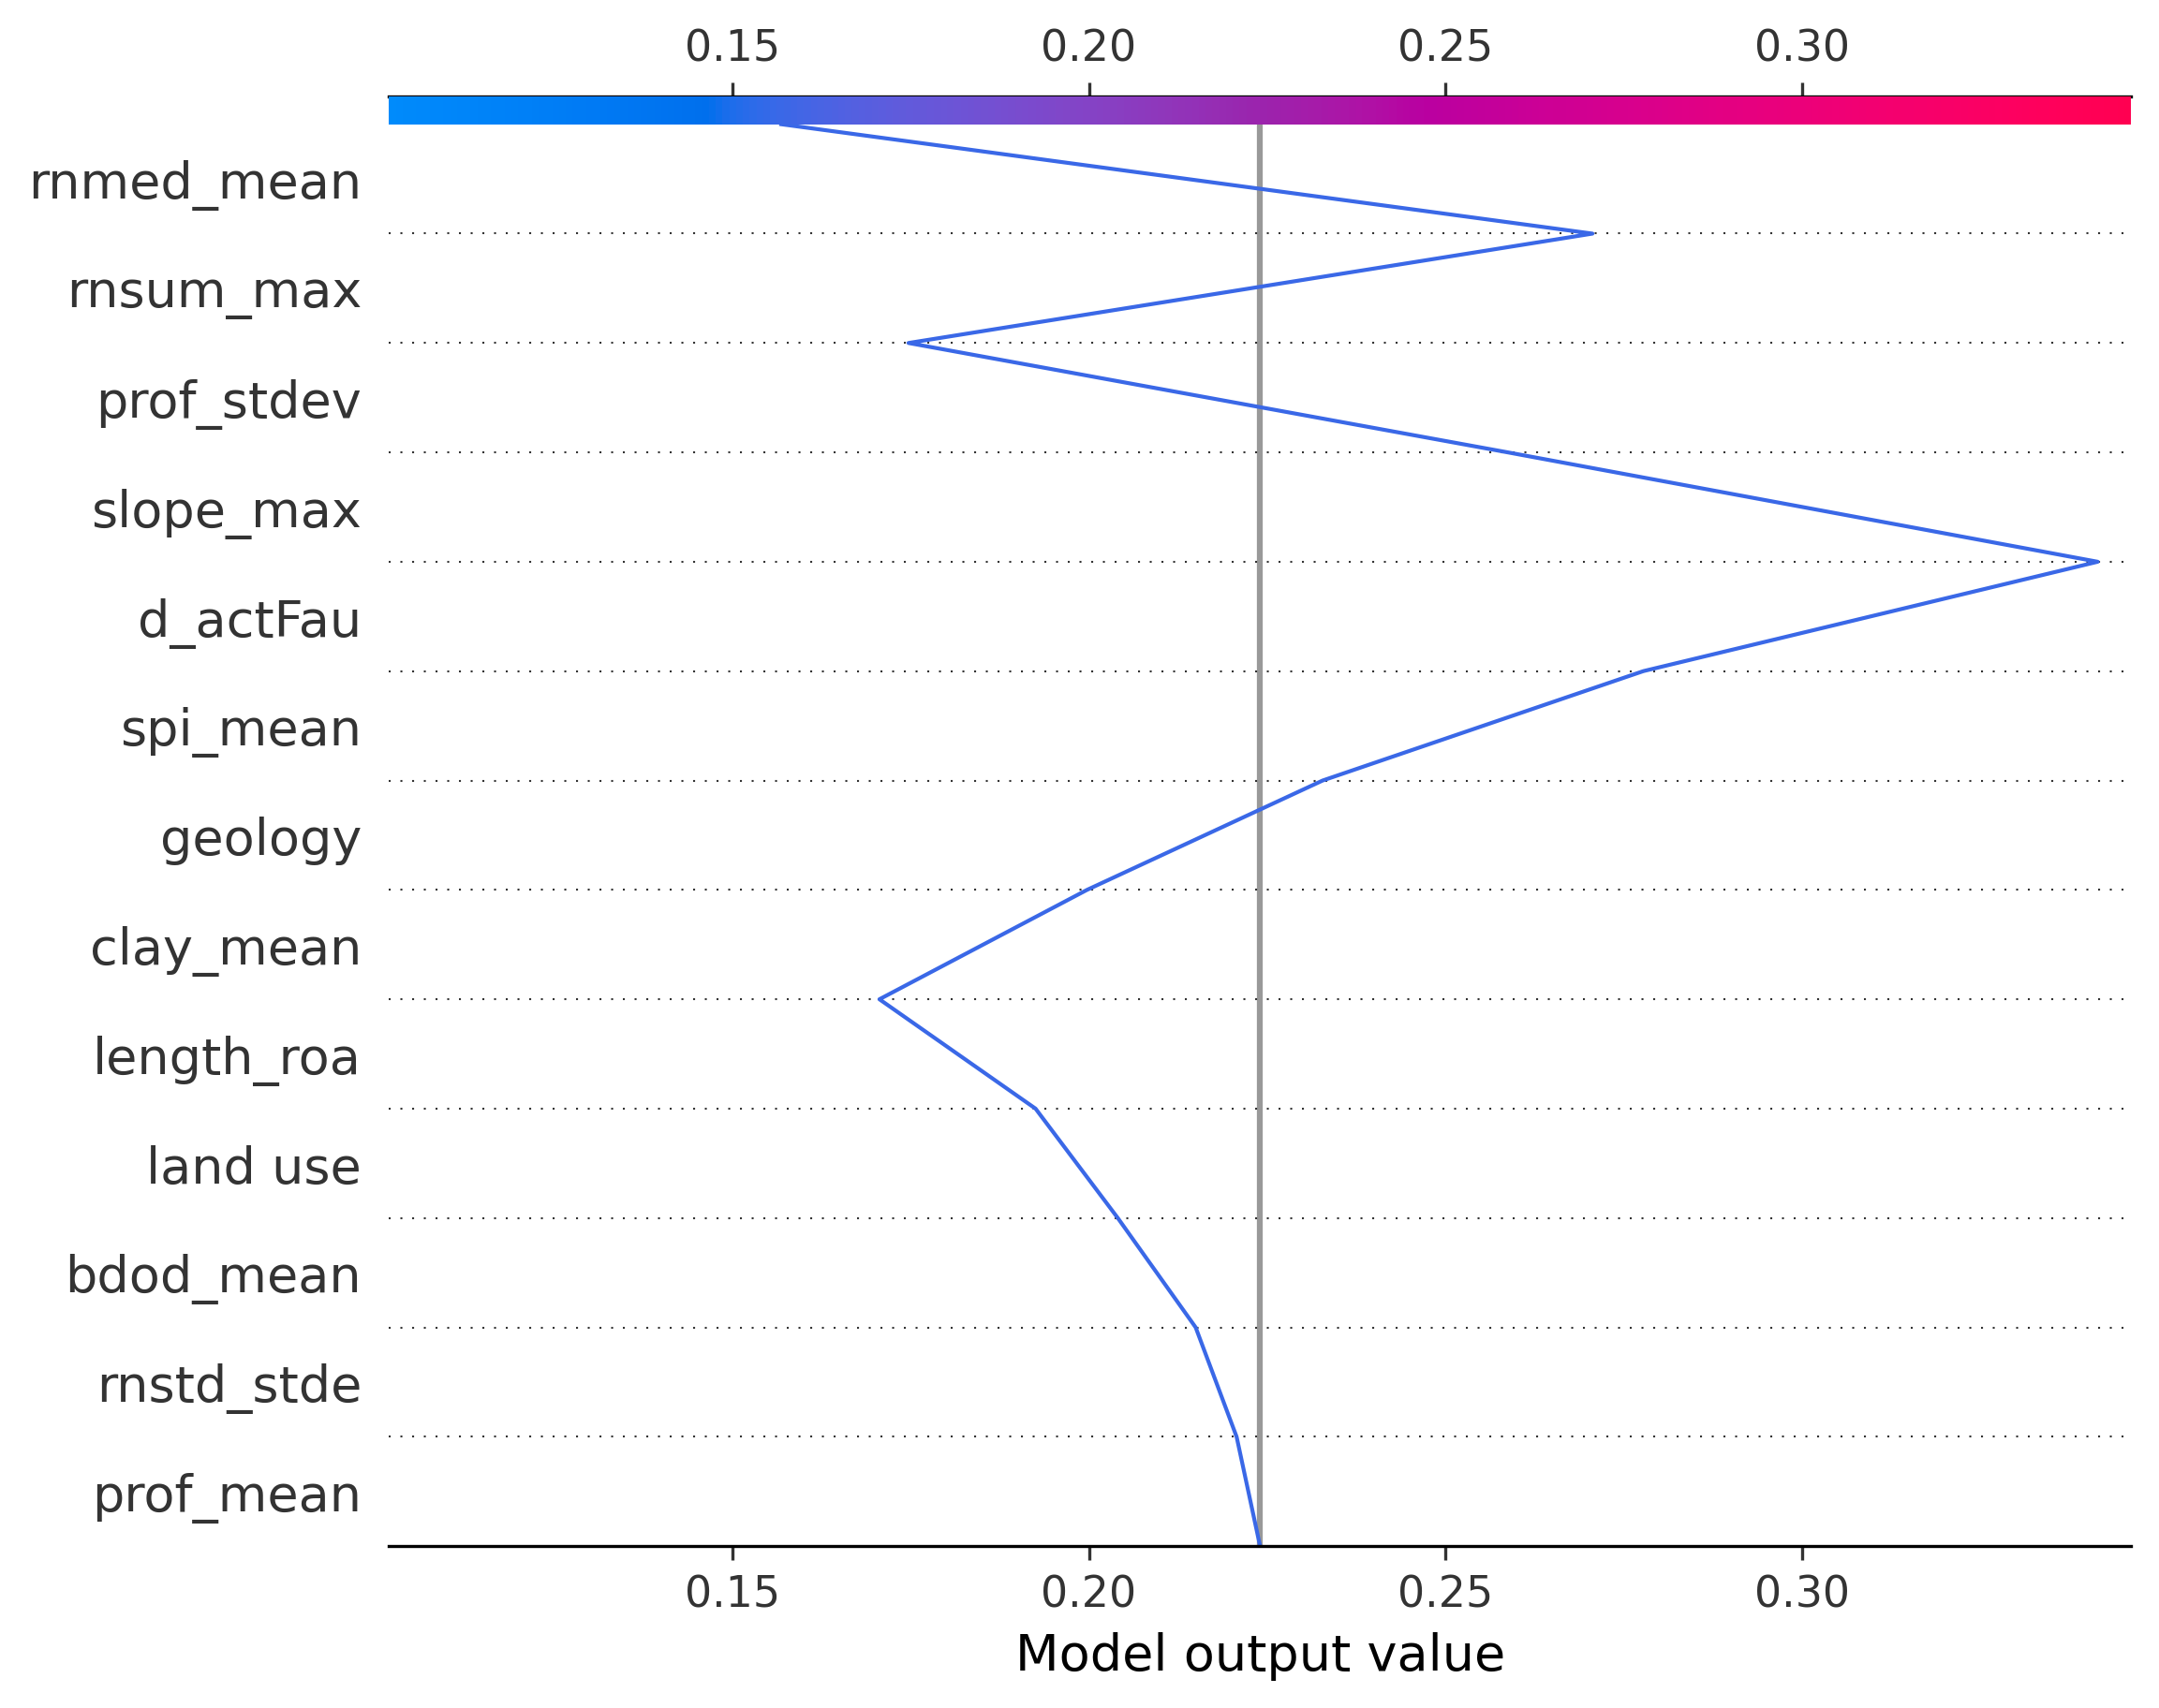 0.15 0.20 0.25 0.30
rnmed_mean
rnsum_max
prof_stdev
slope_max
d_actFau
spi_mean
geology
clay_mean
length_roa
land use
bdod_mean
rnstd_stde
prof_mean
0.15 0.20 0.25 0.30
Model output value